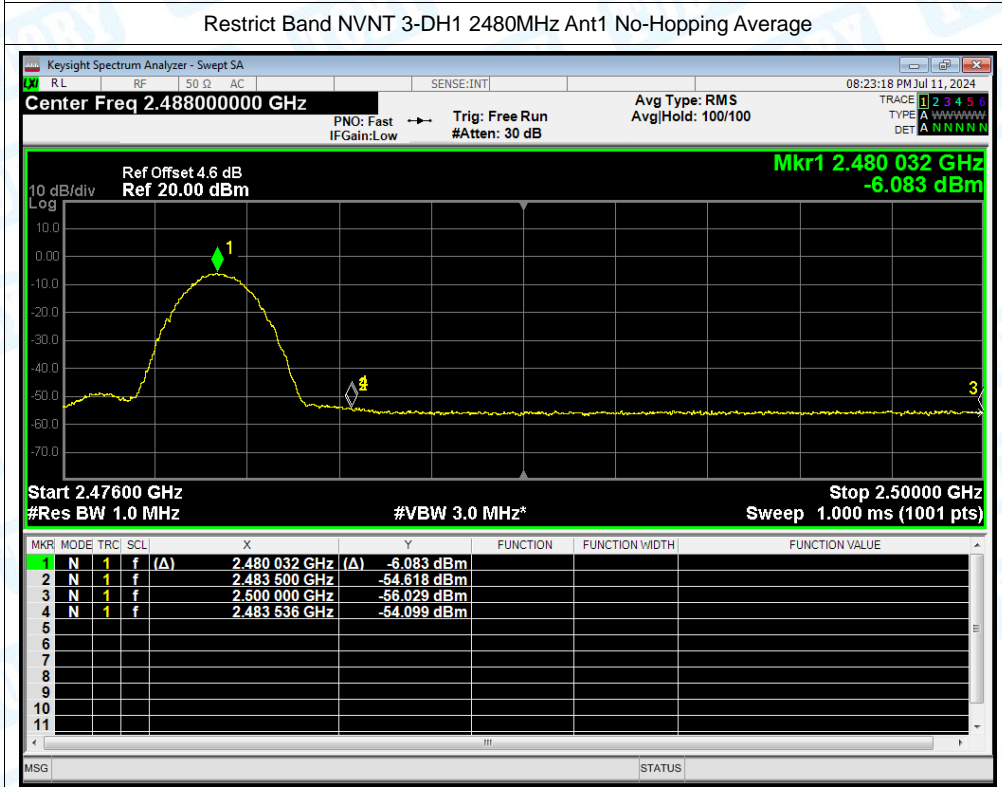 Restrict Band NVNT 3-DH1 2480MHz Ant1 No-Hopping Average
Keysight Spectrum Analyzer - Swept SA
LXI RL RF 50 Ω AC SENSE:INT 08:23:18 PM Jul 11, 2024
Center Freq 2.488000000 GHz Avg Type: RMS TRACE 1 2 3 4 5 6
PNO: Fast Trig: Free Run Avg|Hold: 100/100 TYPE A WWWWW
IFGain:Low #Atten: 30 dB DET A N N N N N
Mkr1 2.480 032 GHz
Ref Offset 4.6 dB
10 dB/div Ref 20.00 dBm -6.083 dBm
Log
10.0
0.00
-10.0
-20.0
-30.0
-40.0
-50.0
-60.0
-70.0
1
4
3
Start 2.47600 GHz Stop 2.50000 GHz
#Res BW 1.0 MHz #VBW 3.0 MHz* Sweep 1.000 ms (1001 pts)
MKR MODE TRC SCL X Y FUNCTION FUNCTION WIDTH FUNCTION VALUE
1 N 1 f (Δ) 2.480 032 GHz (Δ) -6.083 dBm
2 N 1 f 2.483 500 GHz -54.618 dBm
3 N 1 f 2.500 000 GHz -56.029 dBm
4 N 1 f 2.483 536 GHz -54.099 dBm
5
6
7
8
9
10
11
MSG STATUS